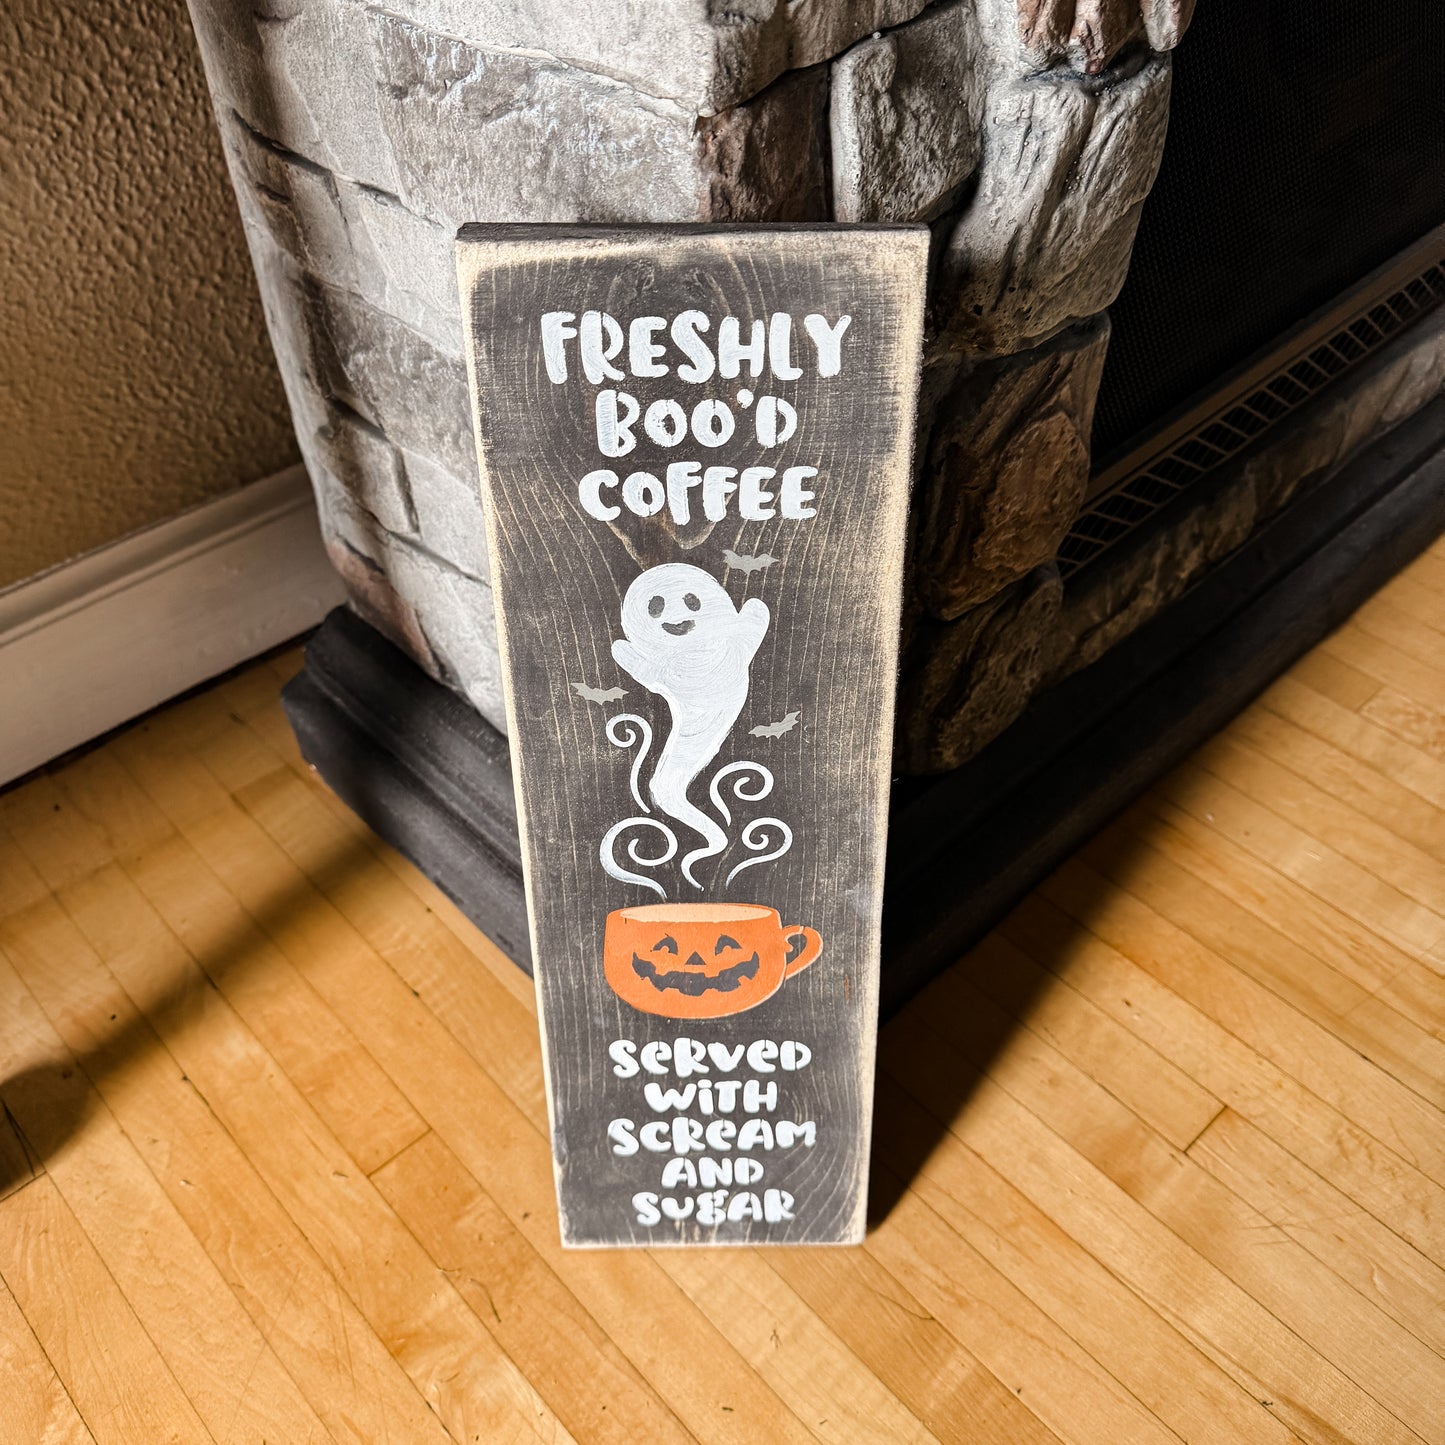 FRESHLY
BOO'D
COFFEE
SERVED
WiTH
SCREAM
AND
SUGAR